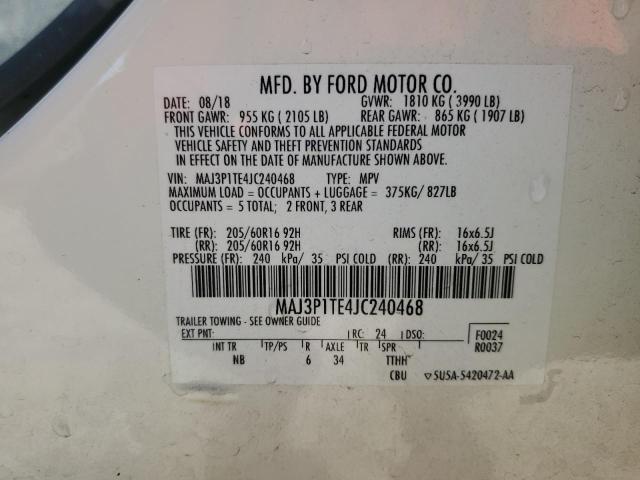 MFD. BY FORD MOTOR CO.
DATE: 08/18 GVWR: 1810 KG ( 3990 LB)
FRONT GAWR: 955 KG ( 2105 LB) REAR GAWR: 865 KG ( 1907 LB)
THIS VEHICLE CONFORMS TO ALL APPLICABLE FEDERAL MOTOR
VEHICLE SAFETY AND THEFT PREVENTION STANDARDS
IN EFFECT ON THE DATE OF MANUFACTURE SHOWN ABOVE.
VIN: MAJ3P1TE4JC240468 TYPE: MPV
MAXIMUM LOAD = OCCUPANTS + LUGGAGE = 375KG/ 827LB
OCCUPANTS = 5 TOTAL; 2 FRONT, 3 REAR
TIRE (FR): 205/60R16 92H RIMS (FR): 16x6.5J
(RR): 205/60R16 92H (RR): 16x6.5J
PRESSURE (FR): 240 kPa/ 35 PSI COLD (RR): 240 kPa/ 35 PSI COLD
MAJ3P1TE4JC240468
TRAILER TOWING - SEE OWNER GUIDE
EXT PNT: RC: 24 DSO: F0024
INT TR TP/PS R AXLE TR SPR R0037
NB 6 34 TTHH
CBU 5U5A-5420472-AA